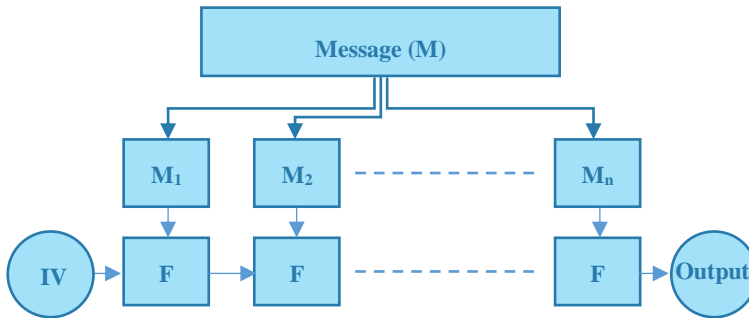 Message (M)
M₁ M₂ Mₙ
IV F F F Output